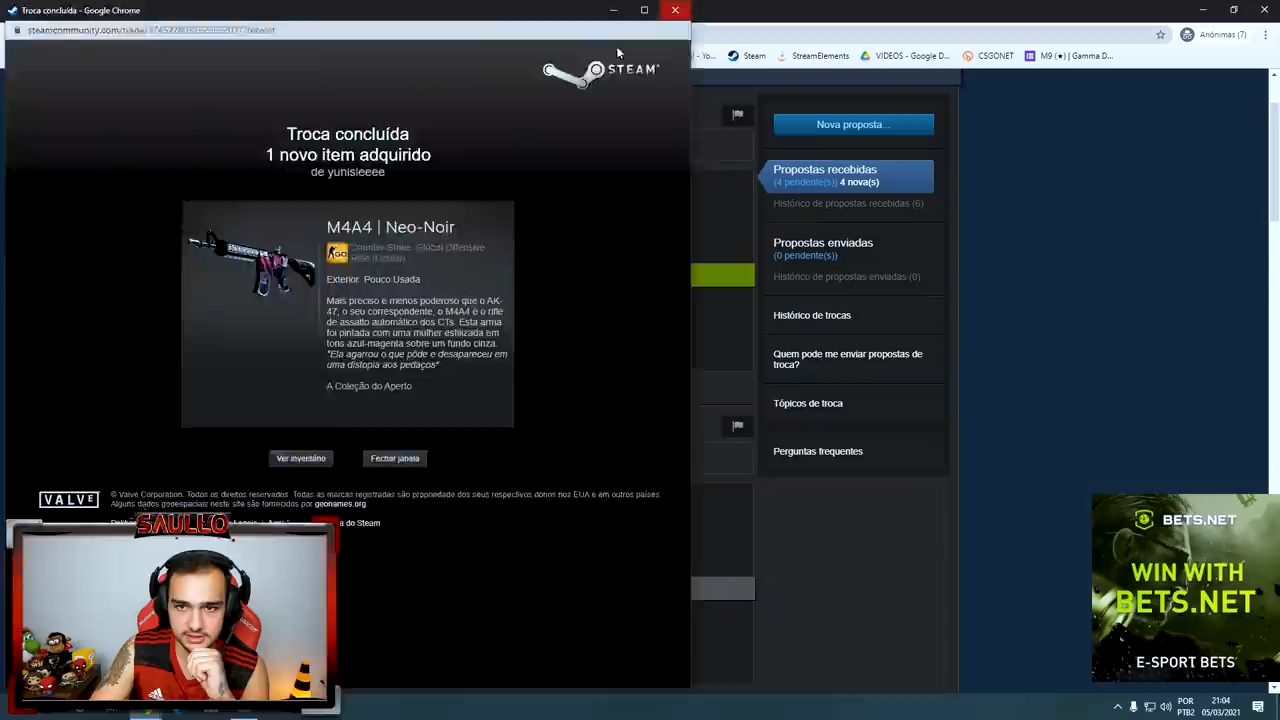 Troca concluída - Google Chrome
Anónimas (7)
Steam
StreamElements
VIDEOS - Google D...
CSGONET
M9 (★) | Gamma D...
STEAM
Troca concluída
1 novo item adquirido
de yunisieeee
M4A4 | Neo-Noir
Counter-Strike: Global Offensive
Exterior: Pouco Usada
Mais preciso e menos poderoso que o AK-
47, o seu correspondente, o M4A4 é o rifle
de assalto automático dos CTs. Esta arma
foi pintada com uma mulher estilizada em
tons azul-magenta sobre um fundo cinza.
"Ela agarrou o que pôde e desapareceu em
uma distopia aos pedaços"
A Coleção do Aperto
Ver inventário
Fechar janela
VALVE
© Valve Corporation. Todos os direitos reservados. Todas as marcas registradas são propriedade dos seus respectivos donos nos EUA e em outros países.
Alguns dados geoespaciais neste site são fornecidos por geonames.org.
do Steam
Nova proposta...
Propostas recebidas
(4 pendente(s)) 4 nova(s)
Histórico de propostas recebidas (6)
Propostas enviadas
(0 pendente(s))
Histórico de propostas enviadas (0)
Histórico de trocas
Quem pode me enviar propostas de
troca?
Tópicos de troca
Perguntas frequentes
SAULLO
BETS.NET
WIN WITH
BETS.NET
E-SPORT BETS
POR
PTB2
21:04
05/03/2021